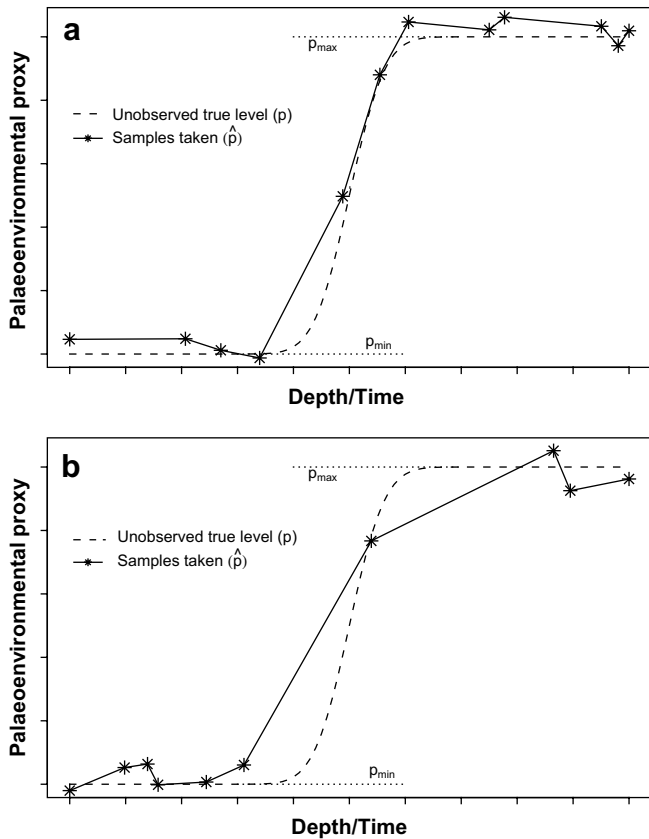 a
Palaeoenvironmental proxy
pmax
Unobserved true level (p)
Samples taken (p̂)
pmin
Depth/Time
b
Palaeoenvironmental proxy
pmax
Unobserved true level (p)
Samples taken (p̂)
pmin
Depth/Time